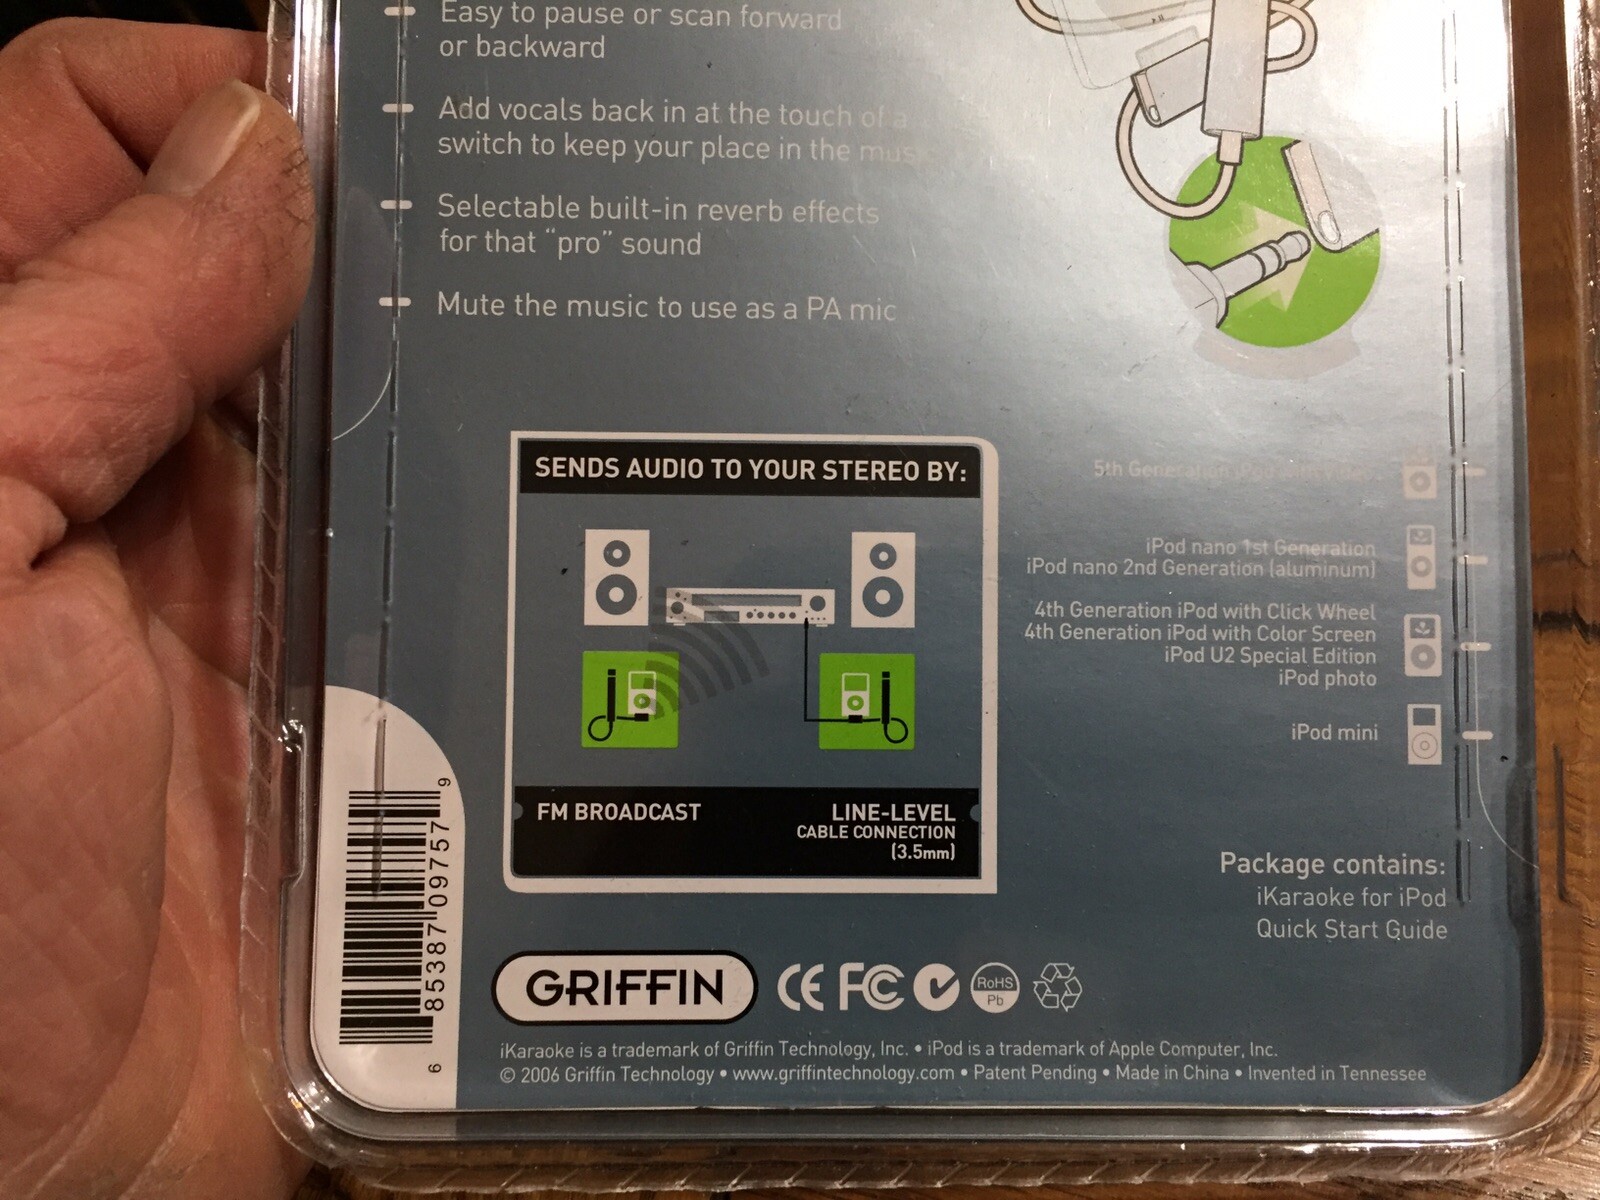 Easy to pause or scan forward
or backward
Add vocals back in at the touch of a
switch to keep your place in the music
Selectable built-in reverb effects
for that “pro” sound
Mute the music to use as a PA mic
SENDS AUDIO TO YOUR STEREO BY:
FM BROADCAST
LINE-LEVEL
CABLE CONNECTION
(3.5mm)
5th Generation iPod
iPod nano 1st Generation
iPod nano 2nd Generation (aluminum)
4th Generation iPod with Click Wheel
4th Generation iPod with Color Screen
iPod U2 Special Edition
iPod photo
iPod mini
Package contains:
iKaraoke for iPod
Quick Start Guide
6 85387 09757 9
GRIFFIN
CE FC RoHS
Pb
iKaraoke is a trademark of Griffin Technology, Inc. • iPod is a trademark of Apple Computer, Inc.
© 2006 Griffin Technology • www.griffintechnology.com • Patent Pending • Made in China • Invented in Tennessee